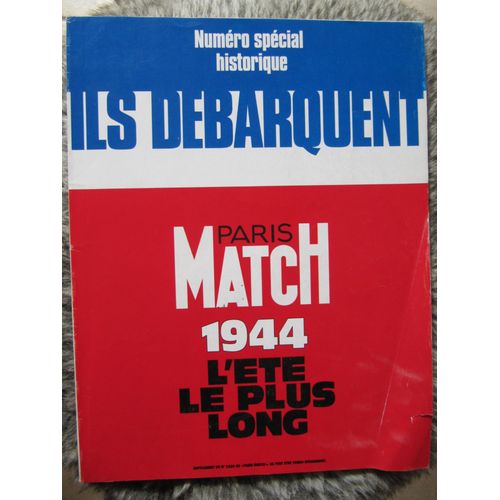 Numéro spécial
historique
ILS DEBARQUENT
PARIS
MATCH
1944
L'ETE
LE PLUS
LONG